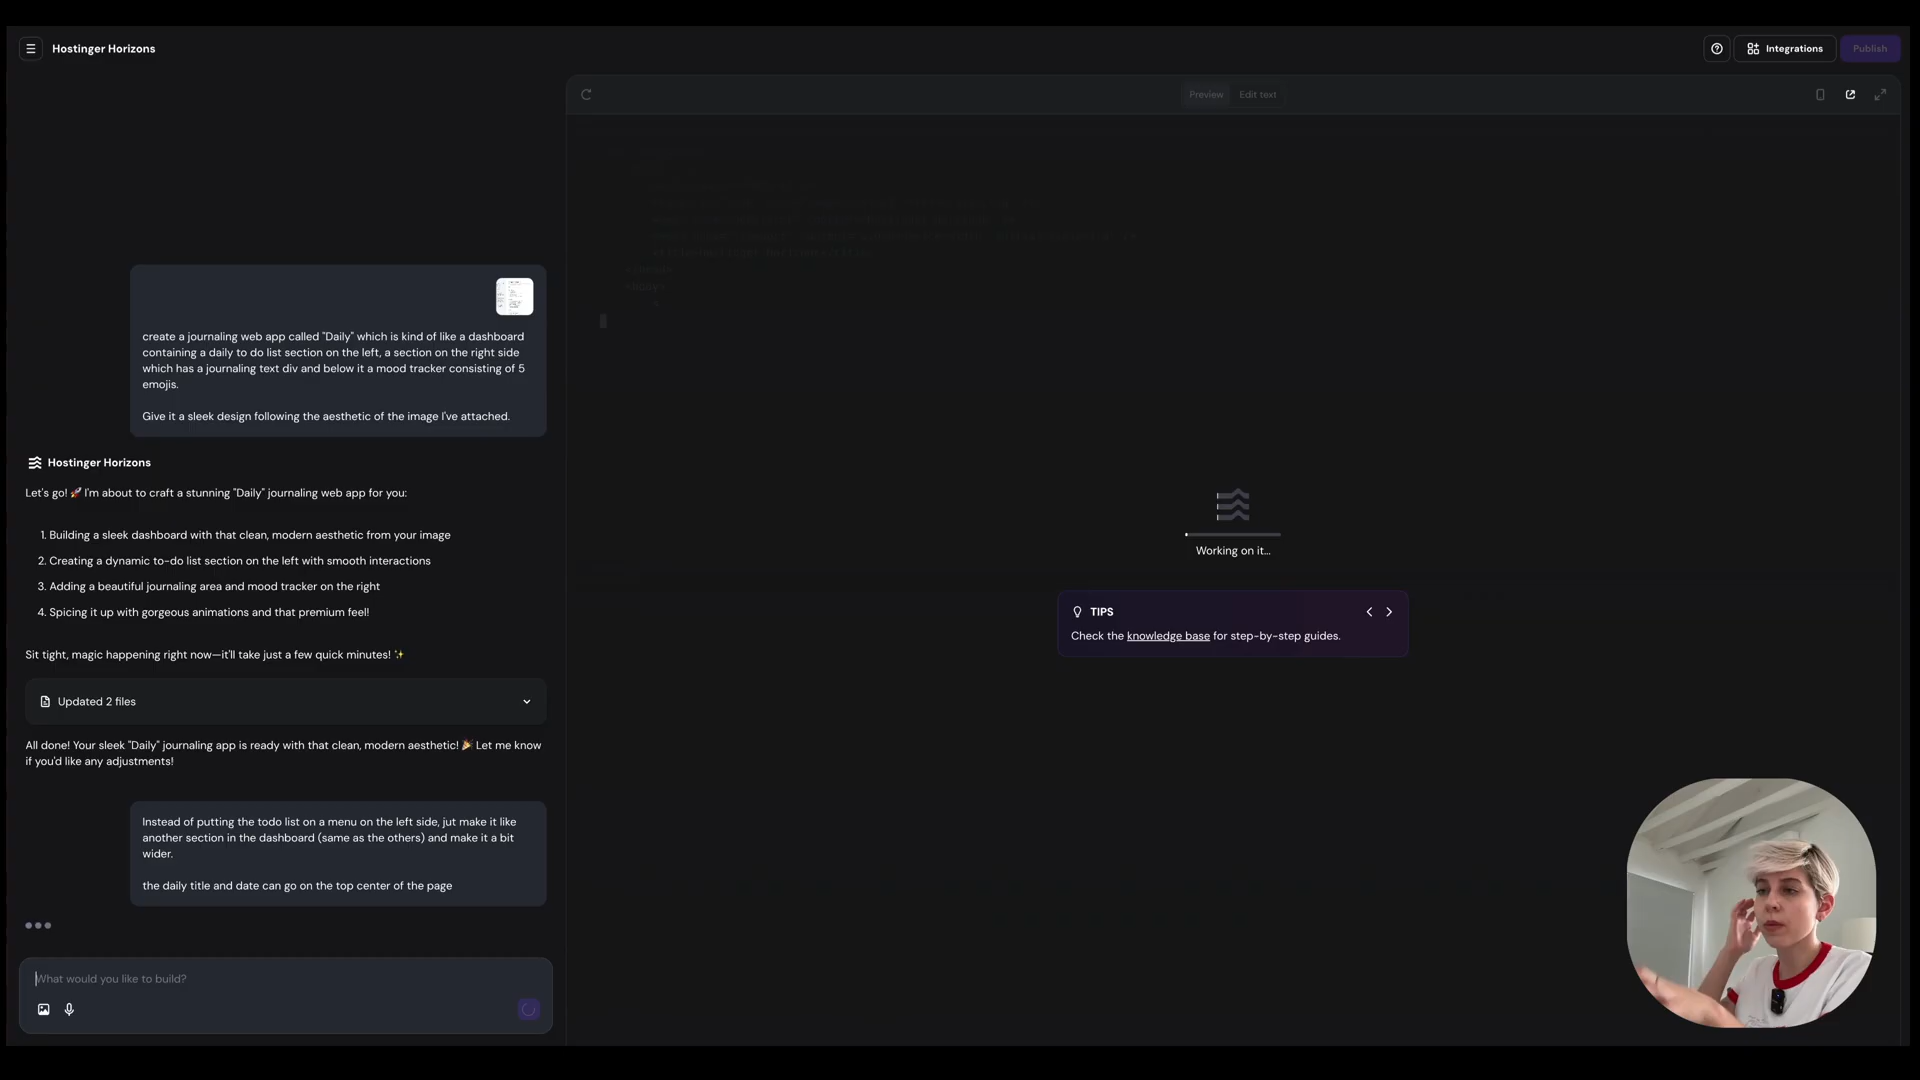 Hostinger Horizons
Integrations
Publish
Preview
Edit text
create a journaling web app called "Daily" which is kind of like a dashboard
containing a daily to do list section on the left, a section on the right side
which has a journaling text div and below it a mood tracker consisting of 5
emojis.
Give it a sleek design following the aesthetic of the image I've attached.
Hostinger Horizons
Let's go! 🚀 I'm about to craft a stunning "Daily" journaling web app for you:
1. Building a sleek dashboard with that clean, modern aesthetic from your image
2. Creating a dynamic to-do list section on the left with smooth interactions
3. Adding a beautiful journaling area and mood tracker on the right
4. Spicing it up with gorgeous animations and that premium feel!
Sit tight, magic happening right now—it'll take just a few quick minutes! ✨
Updated 2 files
All done! Your sleek "Daily" journaling app is ready with that clean, modern aesthetic! 🎉 Let me know
if you'd like any adjustments!
Instead of putting the todo list on a menu on the left side, jut make it like
another section in the dashboard (same as the others) and make it a bit
wider.
the daily title and date can go on the top center of the page
What would you like to build?
Working on it...
TIPS
Check the knowledge base for step-by-step guides.